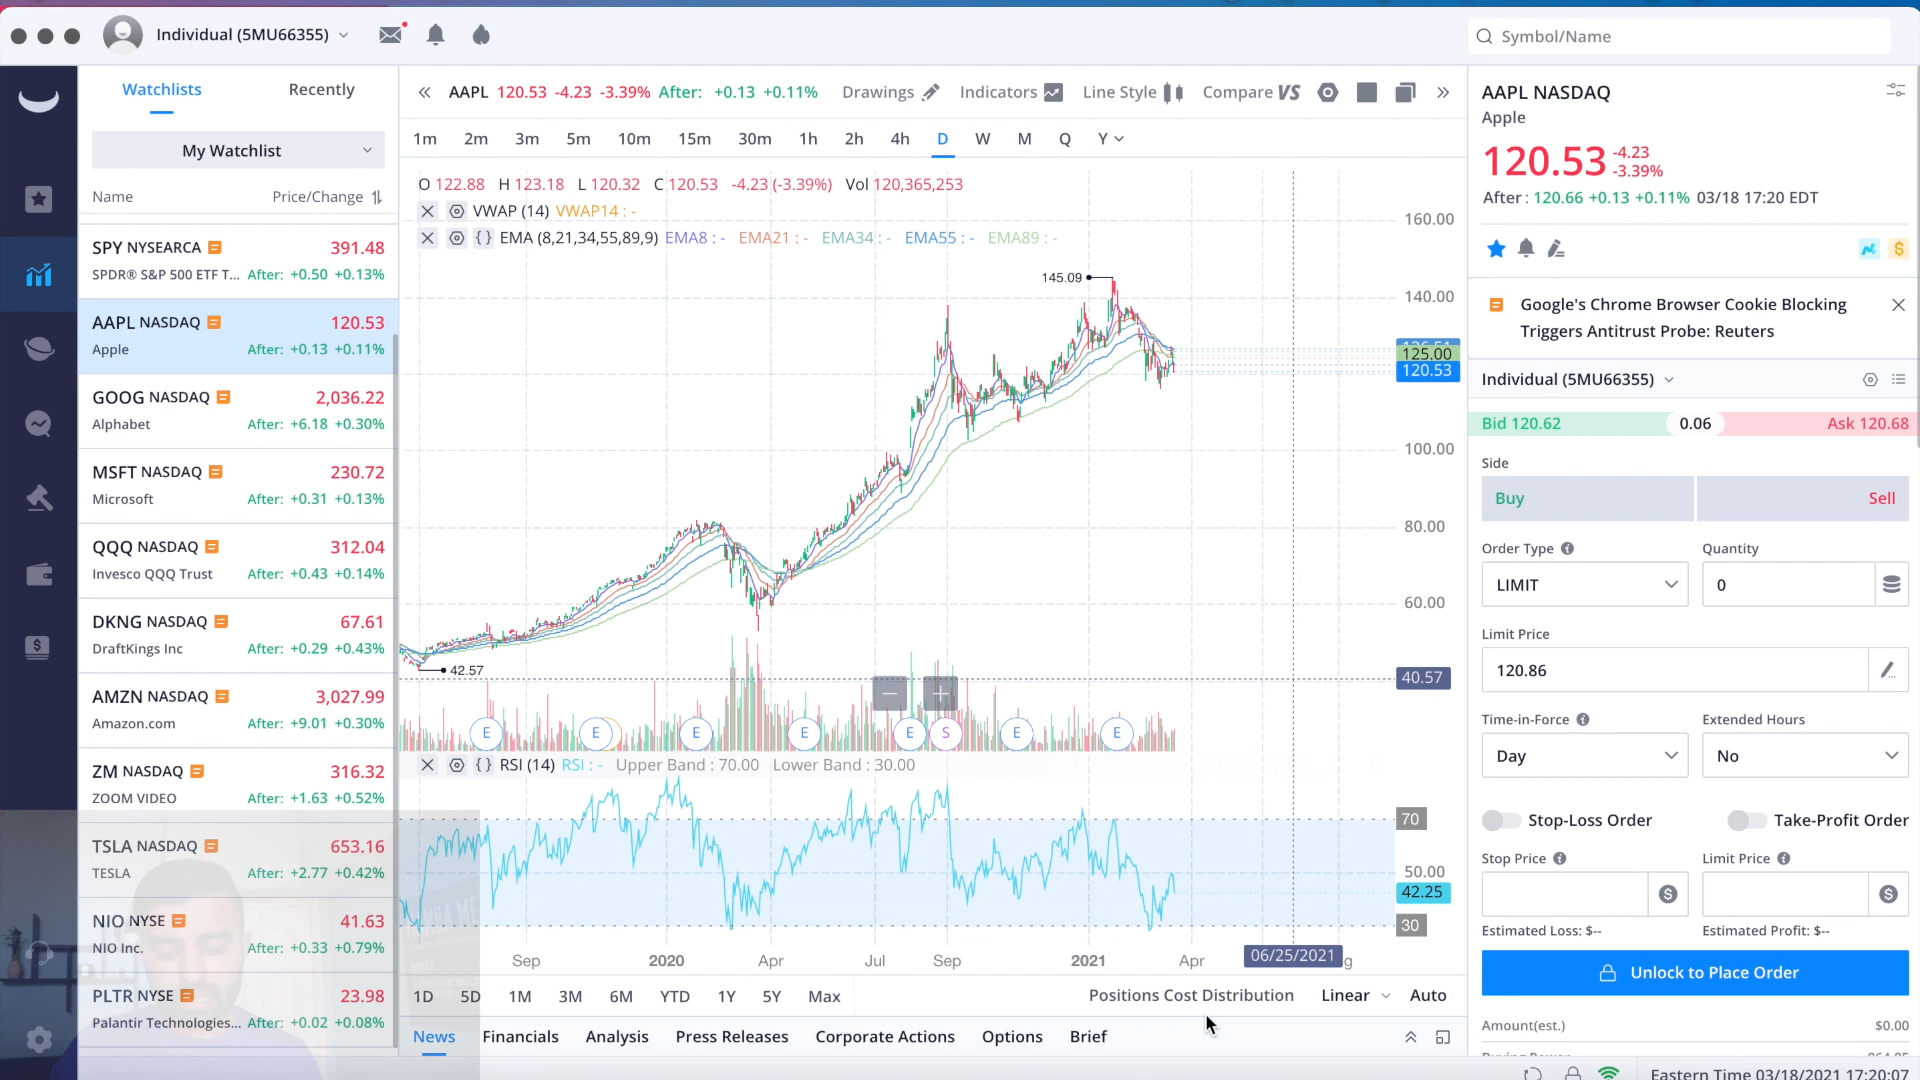 Individual (5MU66355)
Symbol/Name
Watchlists Recently
My Watchlist
Name Price/Change
SPY NYSEARCA 391.48
SPDR® S&P 500 ETF T... After: +0.50 +0.13%
AAPL NASDAQ 120.53
Apple After: +0.13 +0.11%
GOOG NASDAQ 2,036.22
Alphabet After: +6.18 +0.30%
MSFT NASDAQ 230.72
Microsoft After: +0.31 +0.13%
QQQ NASDAQ 312.04
Invesco QQQ Trust After: +0.43 +0.14%
DKNG NASDAQ 67.61
DraftKings Inc After: +0.29 +0.43%
AMZN NASDAQ 3,027.99
Amazon.com After: +9.01 +0.30%
ZM NASDAQ 316.32
ZOOM VIDEO After: +1.63 +0.52%
TSLA NASDAQ 653.16
TESLA After: +2.77 +0.42%
NIO NYSE 41.63
NIO Inc. After: +0.33 +0.79%
PLTR NYSE 23.98
Palantir Technologies... After: +0.02 +0.08%
AAPL 120.53 -4.23 -3.39% After: +0.13 +0.11% Drawings Indicators Line Style Compare VS
1m 2m 3m 5m 10m 15m 30m 1h 2h 4h D W M Q Y
O 122.88 H 123.18 L 120.32 C 120.53 -4.23 (-3.39%) Vol 120,365,253
VWAP (14) VWAP14 : -
{ } EMA (8,21,34,55,89,9) EMA8 : - EMA21 : - EMA34 : - EMA55 : - EMA89 : -
160.00
145.09
140.00
125.00
120.53
100.00
80.00
60.00
42.57
40.57
E E E E E S E E
{ } RSI (14) RSI : - Upper Band : 70.00 Lower Band : 30.00
70
50.00
42.25
30
Sep 2020 Apr Jul Sep 2021 Apr 06/25/2021 g
1D 5D 1M 3M 6M YTD 1Y 5Y Max Positions Cost Distribution Linear Auto
News Financials Analysis Press Releases Corporate Actions Options Brief
AAPL NASDAQ
Apple
120.53 -4.23
-3.39%
After : 120.66 +0.13 +0.11% 03/18 17:20 EDT
Google's Chrome Browser Cookie Blocking
Triggers Antitrust Probe: Reuters
Individual (5MU66355)
Bid 120.62 0.06 Ask 120.68
Side
Buy Sell
Order Type Quantity
LIMIT 0
Limit Price
120.86
Time-in-Force Extended Hours
Day No
Stop-Loss Order Take-Profit Order
Stop Price Limit Price
Estimated Loss: $-- Estimated Profit: $--
Unlock to Place Order
Amount(est.) $0.00
Eastern Time 03/18/2021 17:20:07